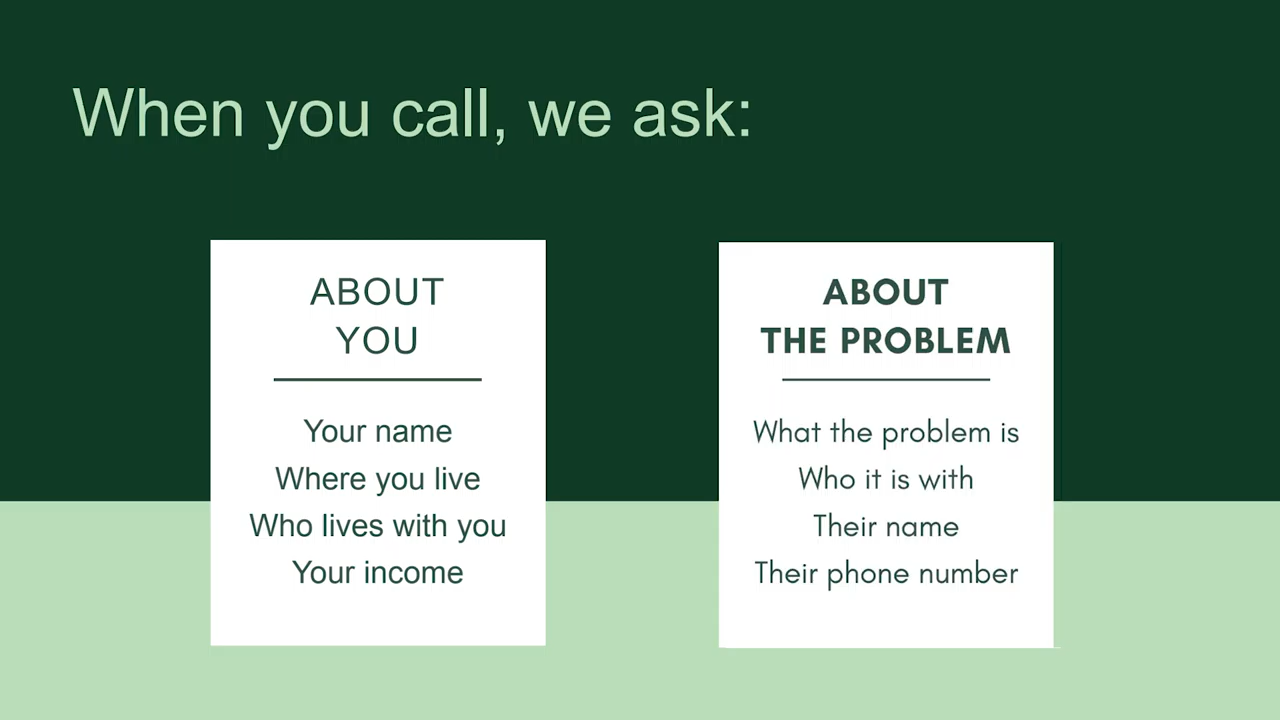 When you call, we ask:
ABOUT
YOU
Your name
Where you live
Who lives with you
Your income
ABOUT
THE PROBLEM
What the problem is
Who it is with
Their name
Their phone number